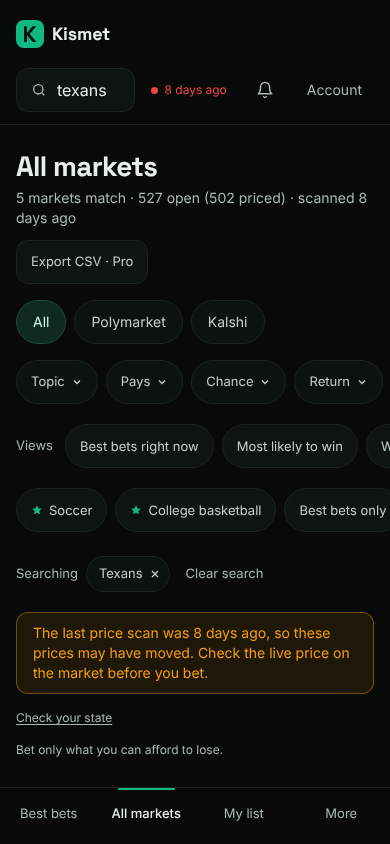 Kismet
texans
8 days ago
Account
All markets
5 markets match · 527 open (502 priced) · scanned 8
days ago
Export CSV · Pro
All
Polymarket
Kalshi
Topic
Pays
Chance
Return
Views
Best bets right now
Most likely to win
Soccer
College basketball
Best bets only
Searching
Texans ×
Clear search
The last price scan was 8 days ago, so these
prices may have moved. Check the live price on
the market before you bet.
Check your state
Bet only what you can afford to lose.
Best bets
All markets
My list
More